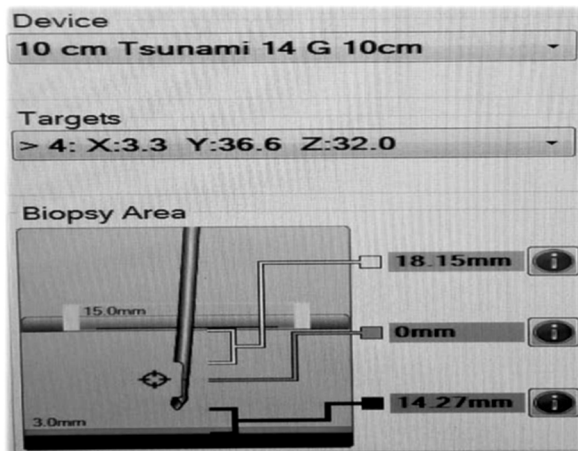 Device
10 cm Tsunami 14 G 10cm
Targets
> 4: X:3.3 Y:36.6 Z:32.0
Biopsy Area
18.15mm
15.0mm
0mm
14.27mm
3.0mm